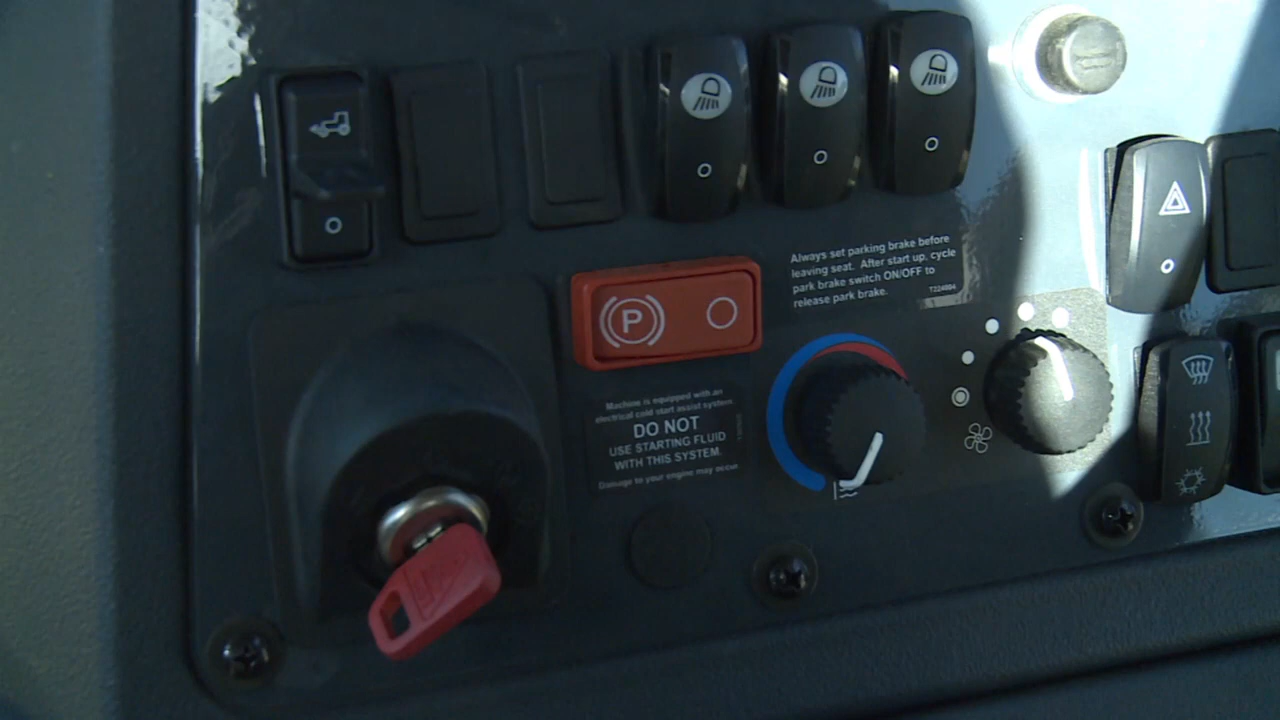 Always set parking brake before
leaving seat. After start up, cycle
park brake switch ON/OFF to
release park brake.
T224004
P
Machine is equipped with an
electrical cold start assist system.
DO NOT
USE STARTING FLUID
WITH THIS SYSTEM.
Damage to your engine may occur.